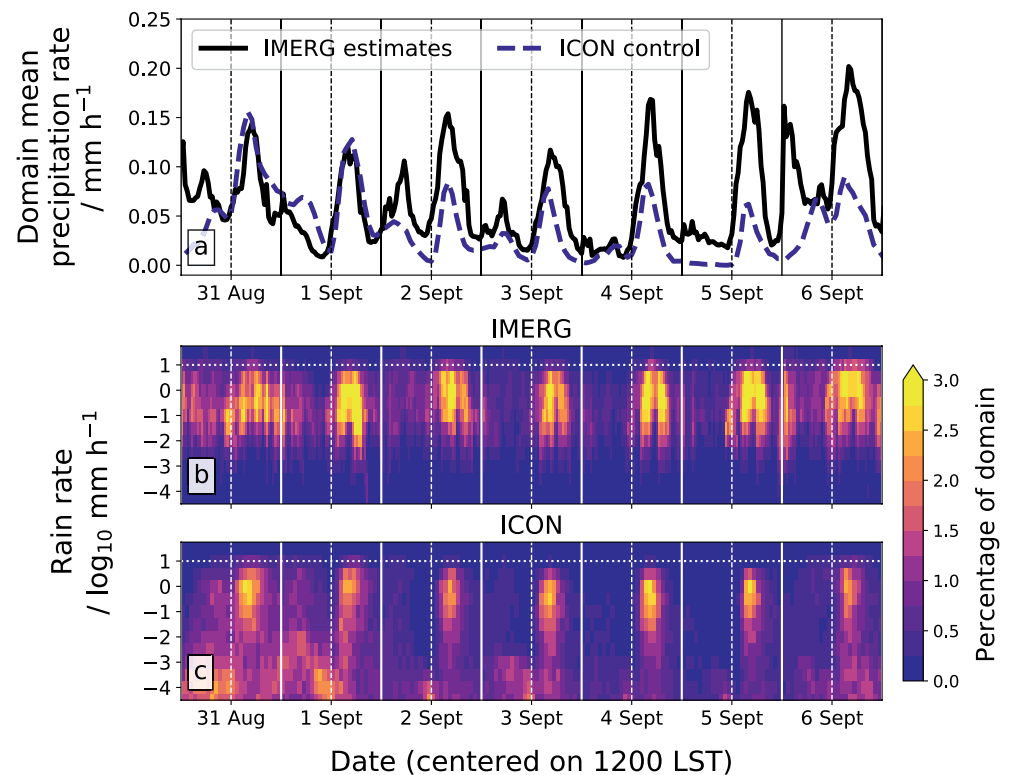 0.25
0.20
0.15
0.10
0.05
0.00
Domain mean
precipitation rate
/ mm h⁻¹
IMERG estimates
ICON control
a
31 Aug
1 Sept
2 Sept
3 Sept
4 Sept
5 Sept
6 Sept
IMERG
1
0
−1
−2
−3
−4
b
Rain rate
/ log₁₀ mm h⁻¹
ICON
1
0
−1
−2
−3
−4
c
31 Aug
1 Sept
2 Sept
3 Sept
4 Sept
5 Sept
6 Sept
Date (centered on 1200 LST)
3.0
2.5
2.0
1.5
1.0
0.5
0.0
Percentage of domain